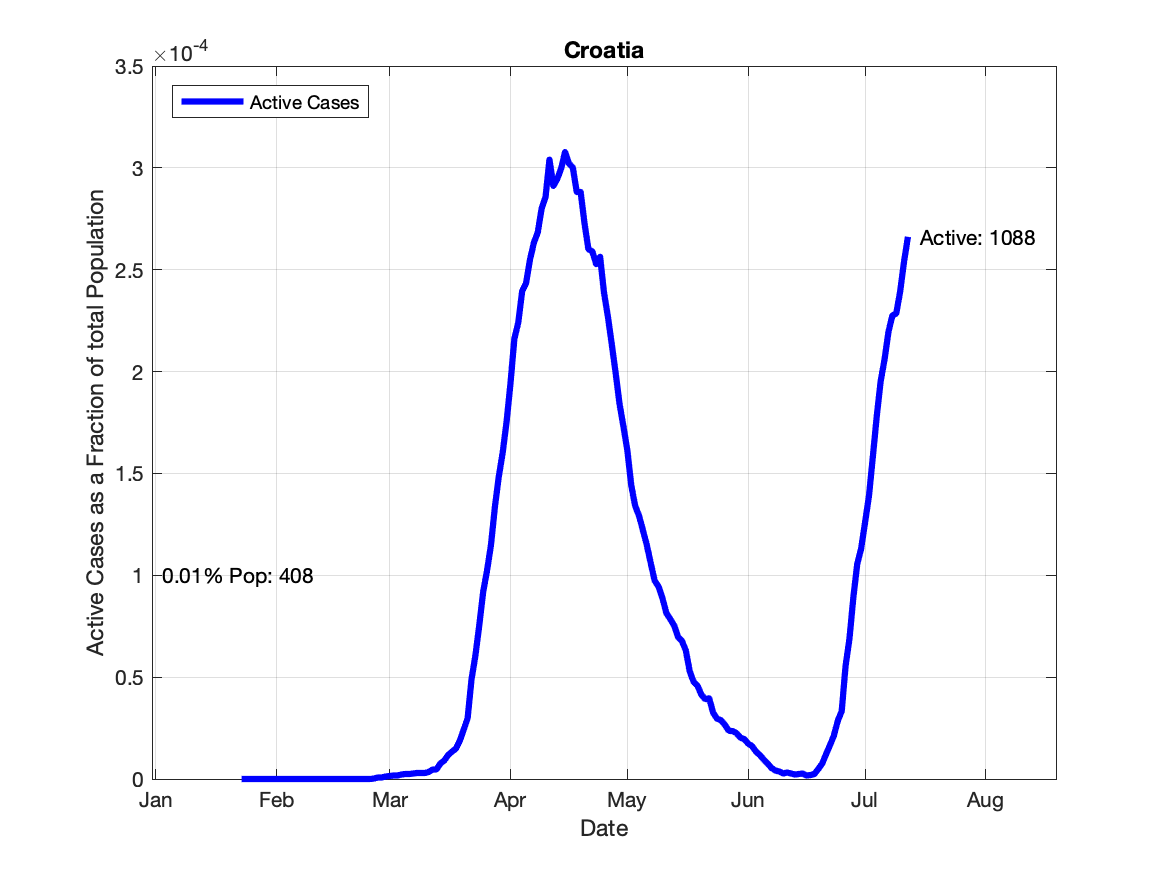 Croatia
×10-4
3.5
3
2.5
2
1.5
1
0.5
0
Active Cases as a Fraction of total Population
Active Cases
Active: 1088
0.01% Pop: 408
Jan Feb Mar Apr May Jun Jul Aug
Date